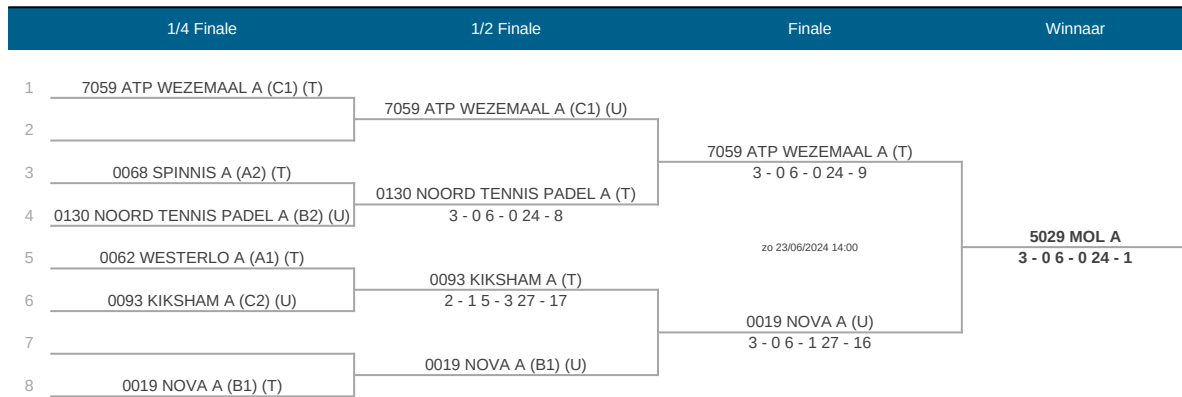 1/4 Finale 1/2 Finale Finale Winnaar
1 7059 ATP WEZEMAAL A (C1) (T)
7059 ATP WEZEMAAL A (C1) (U)
2
7059 ATP WEZEMAAL A (T)
3 0068 SPINNIS A (A2) (T)
3 - 0 6 - 0 24 - 9
0130 NOORD TENNIS PADEL A (T)
4 0130 NOORD TENNIS PADEL A (B2) (U)
3 - 0 6 - 0 24 - 8
5029 MOL A
zo 23/06/2024 14:00
5 0062 WESTERLO A (A1) (T)
3 - 0 6 - 0 24 - 1
0093 KIKSHAM A (T)
6 0093 KIKSHAM A (C2) (U)
2 - 1 5 - 3 27 - 17
0019 NOVA A (U)
7
3 - 0 6 - 1 27 - 16
0019 NOVA A (B1) (U)
8 0019 NOVA A (B1) (T)